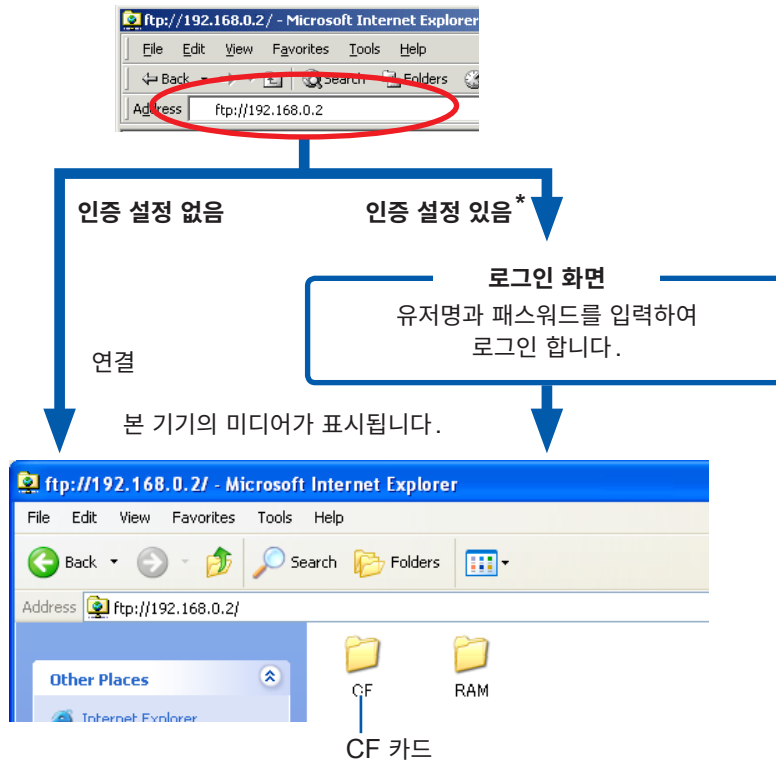 ftp://192.168.0.2/ - Microsoft Internet Explorer
File Edit View Favorites Tools Help
Back Search Folders
Address ftp://192.168.0.2
인증 설정 없음
인증 설정 있음*
로그인 화면
유저명과 패스워드를 입력하여
로그인 합니다.
연결
본 기기의 미디어가 표시됩니다.
ftp://192.168.0.2/ - Microsoft Internet Explorer
File Edit View Favorites Tools Help
Back Search Folders
Address ftp://192.168.0.2/
Other Places
Internet Explorer
CF RAM
CF 카드